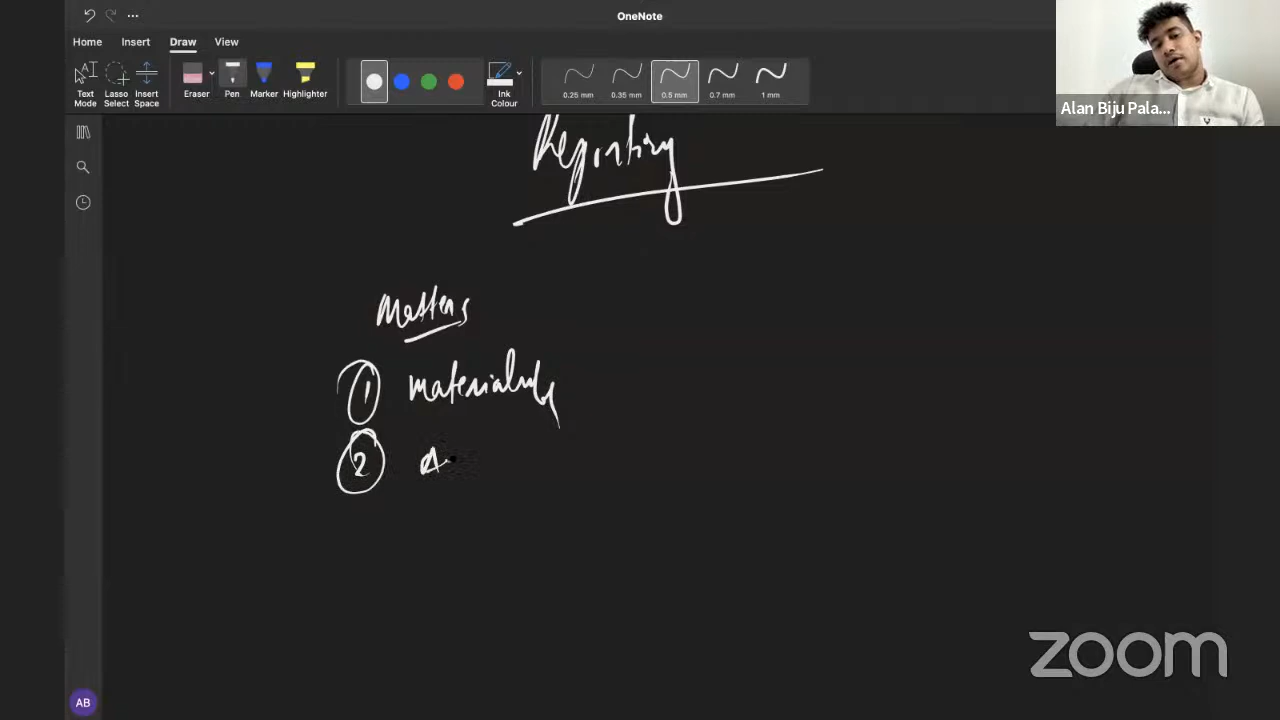 OneNote
Home Insert Draw View
Text Mode Lasso Select Insert Space Eraser Pen Marker Highlighter Ink Colour 0.25 mm 0.35 mm 0.5 mm 0.7 mm 1 mm
Alan Biju Pala...
Reporting
Matters
1 materiality
2
zoom
AB